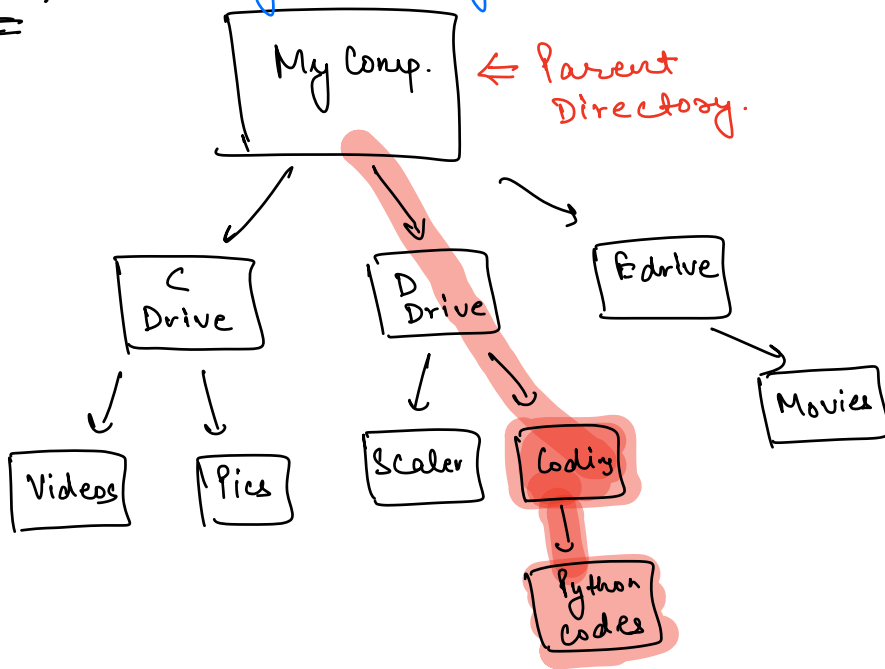 My Comp.
⇐ Parent
Directory.
C
Drive
D
Drive
Edrive
Movies
Videos
Pics
Scaler
Coding
Python
Codes